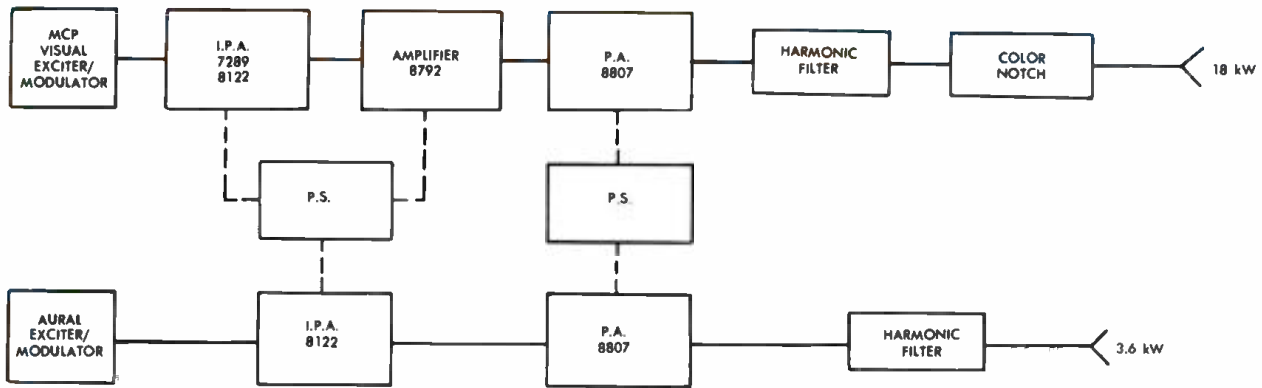 MCP
VISUAL
EXCITER/
MODULATOR
I.P.A.
7289
8122
AMPLIFIER
8792
P.A.
8807
HARMONIC
FILTER
COLOR
NOTCH
18 kW
P.S.
P.S.
AURAL
EXCITER/
MODULATOR
I.P.A.
8122
P.A.
8807
HARMONIC
FILTER
3.6 kW